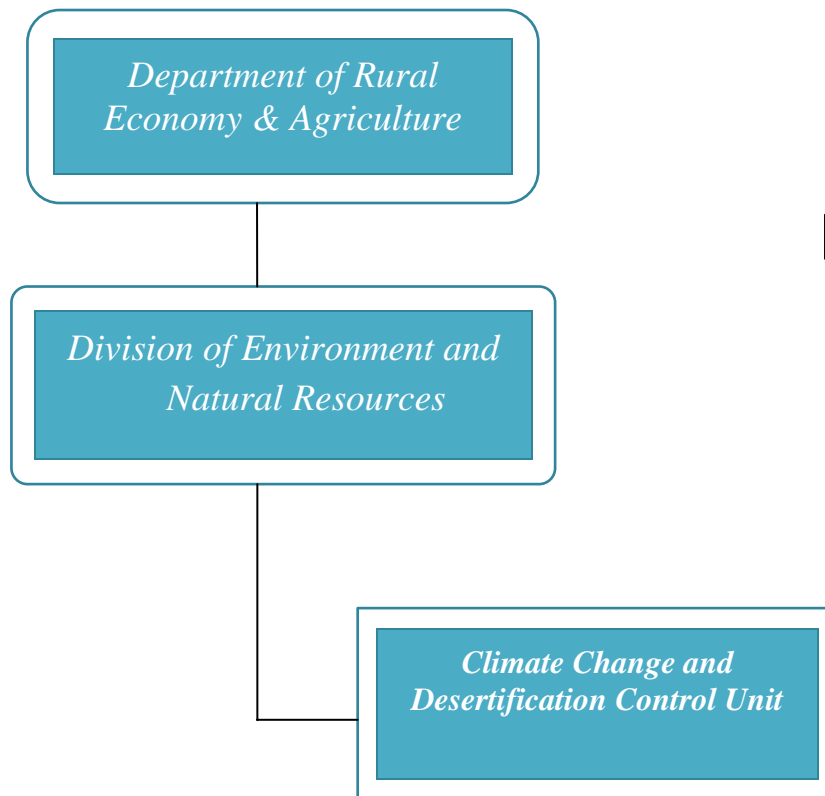 Department of Rural
Economy & Agriculture
Division of Environment and
Natural Resources
Climate Change and
Desertification Control Unit